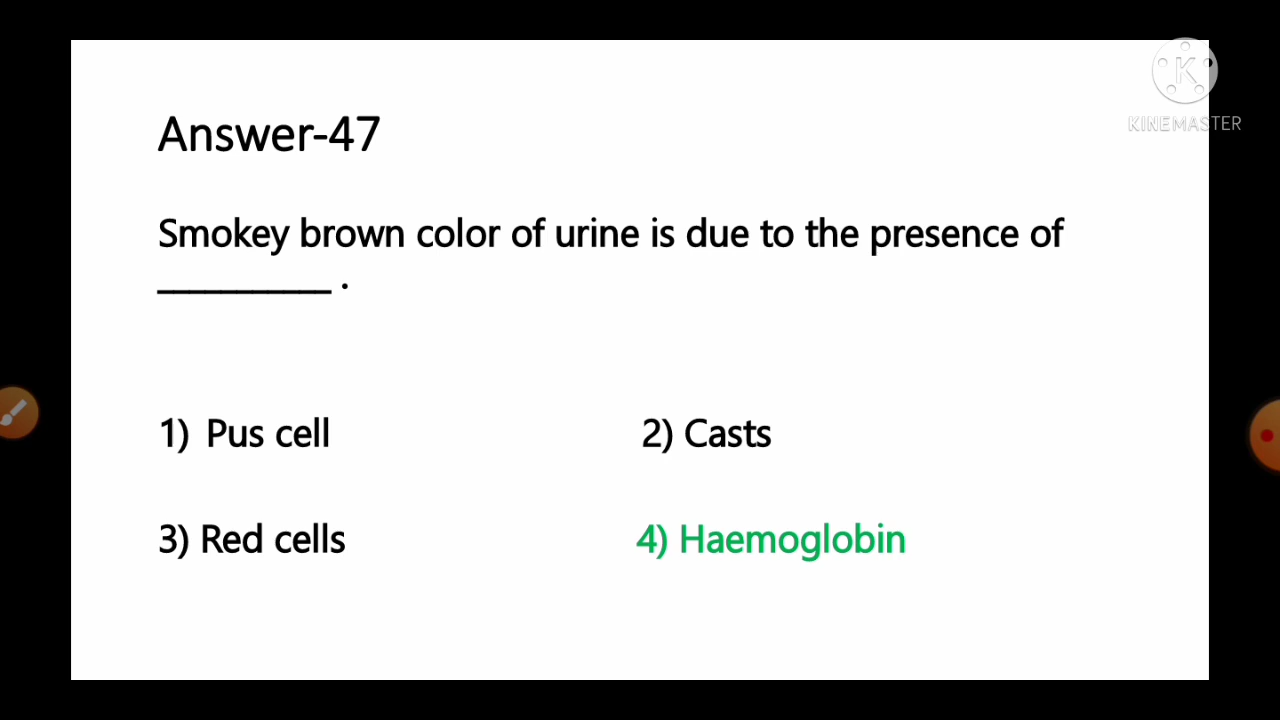 K
KINEMASTER
Answer-47
Smokey brown color of urine is due to the presence of
___________ .
1) Pus cell
2) Casts
3) Red cells
4) Haemoglobin